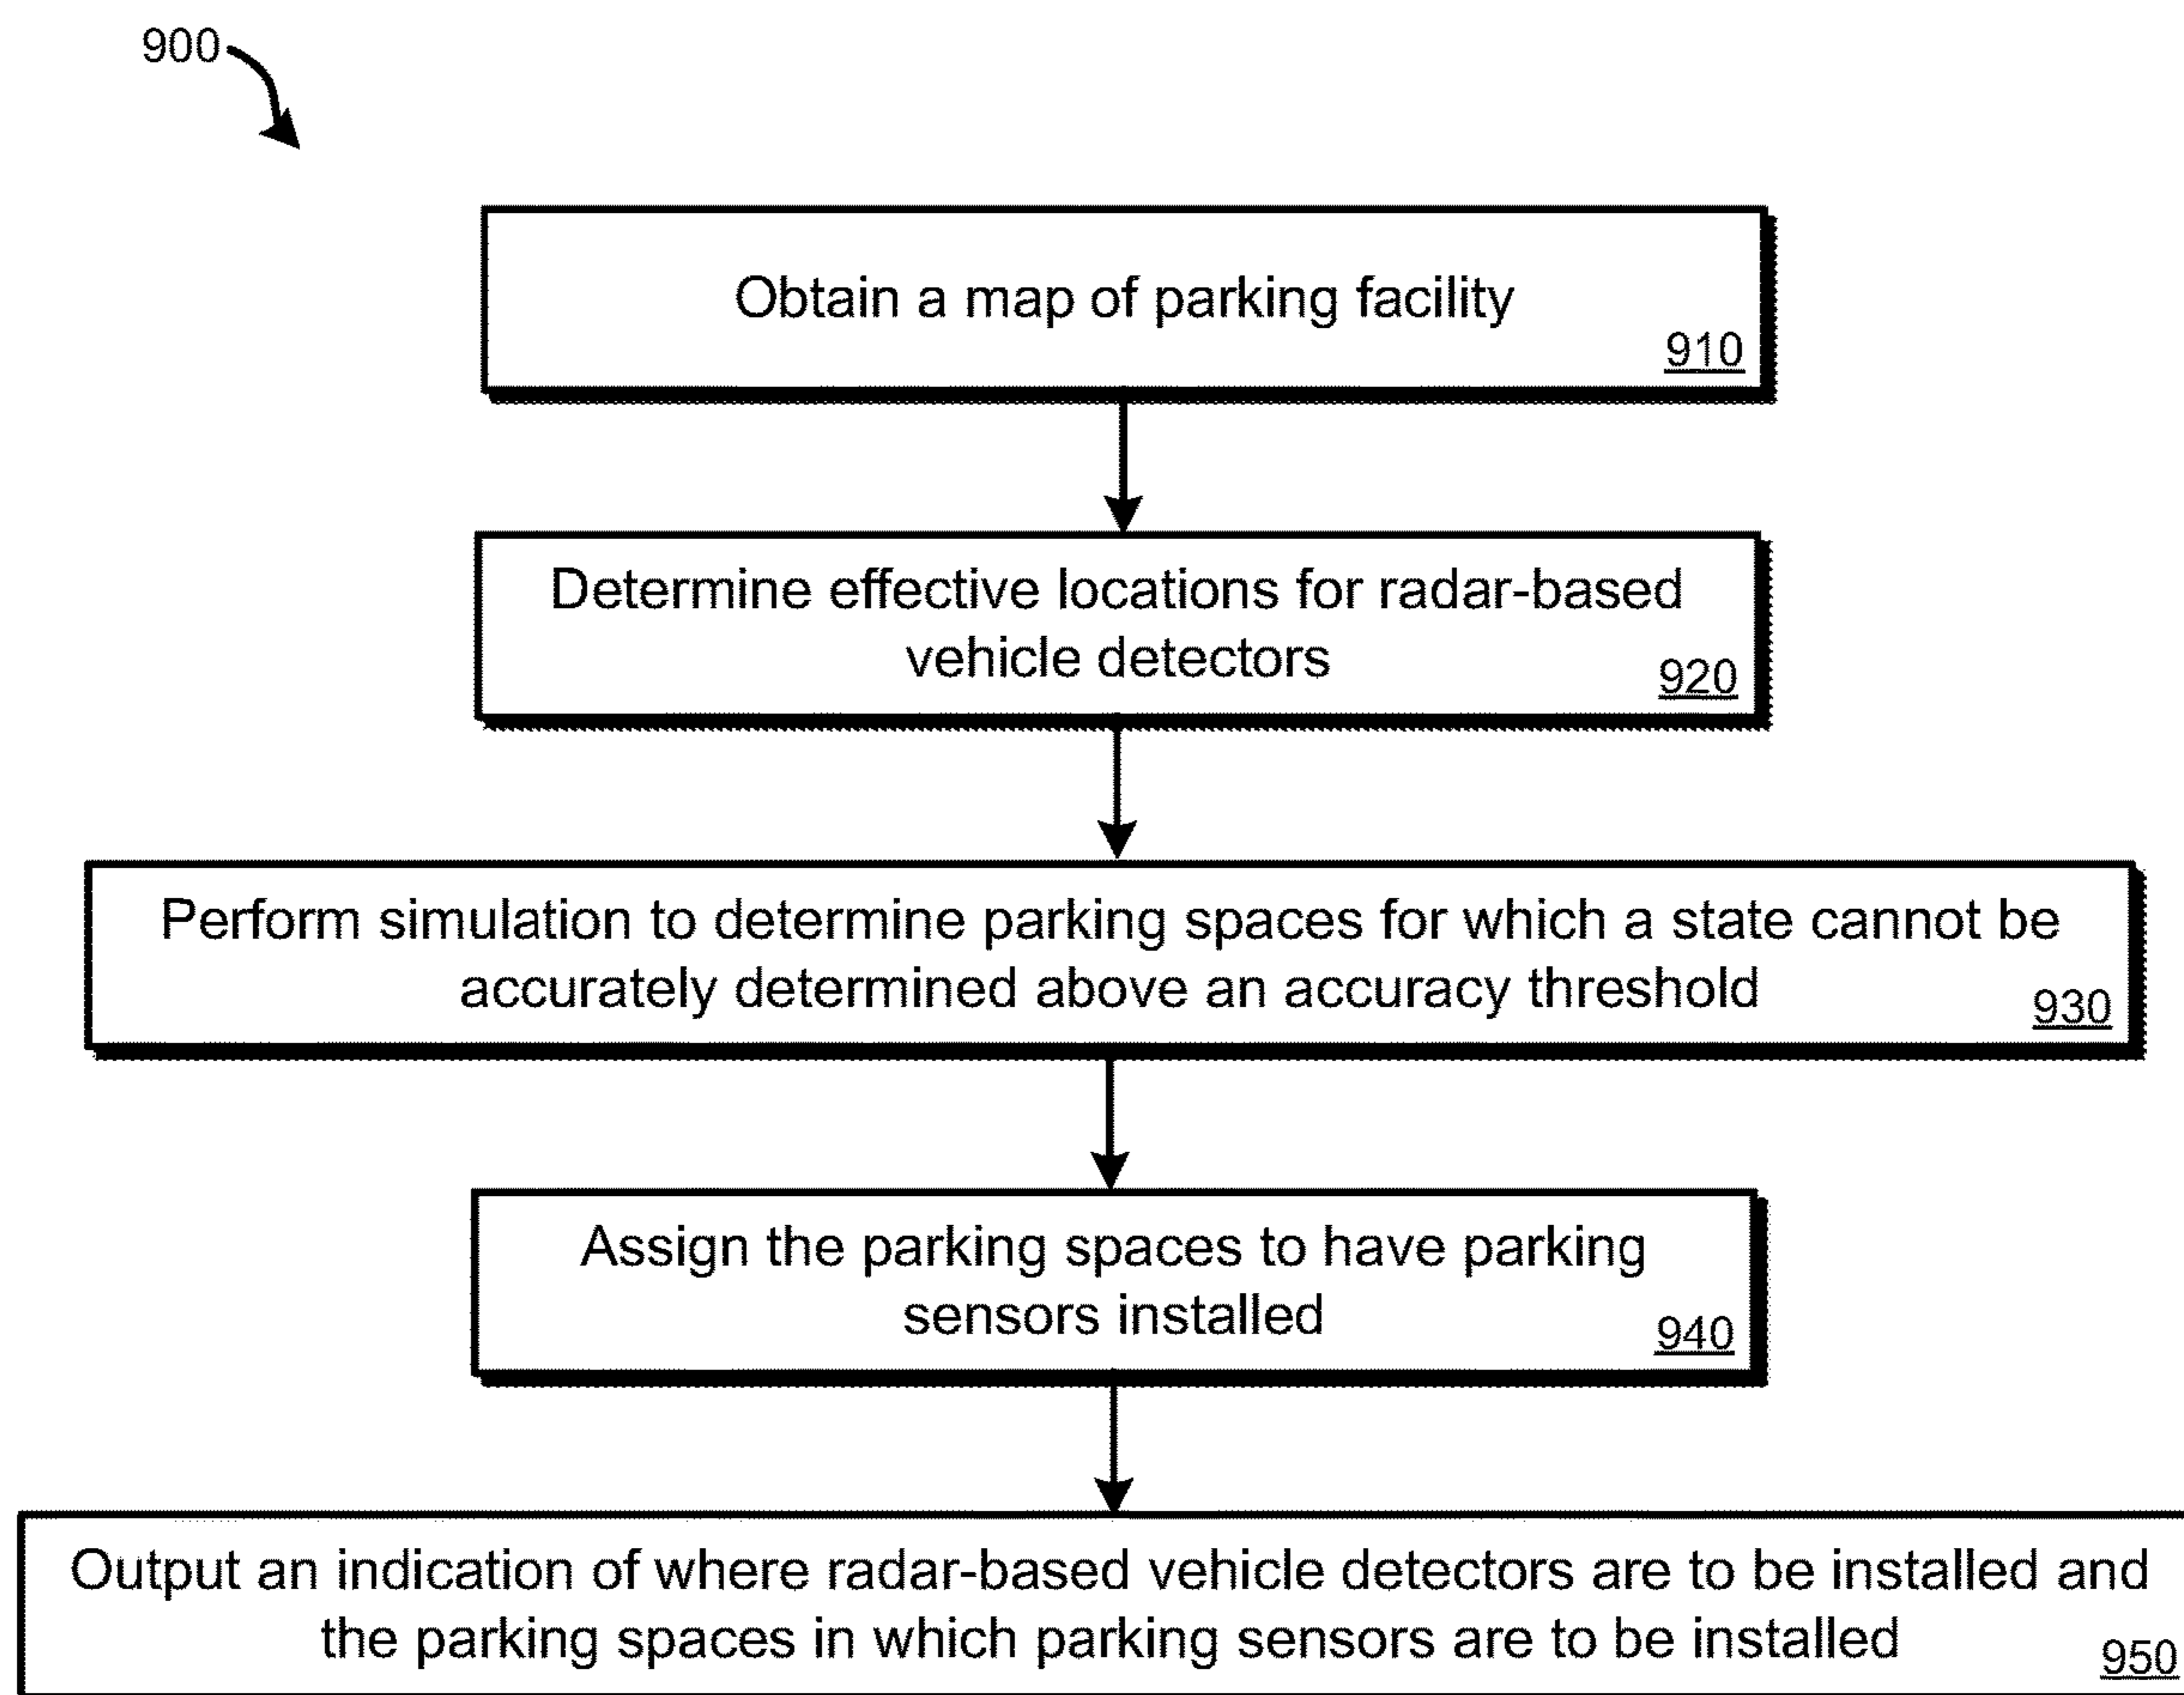 900
Obtain a map of parking facility
910
Determine effective locations for radar-based
vehicle detectors
920
Perform simulation to determine parking spaces for which a state cannot be
accurately determined above an accuracy threshold
930
Assign the parking spaces to have parking
sensors installed
940
Output an indication of where radar-based vehicle detectors are to be installed and
the parking spaces in which parking sensors are to be installed
950